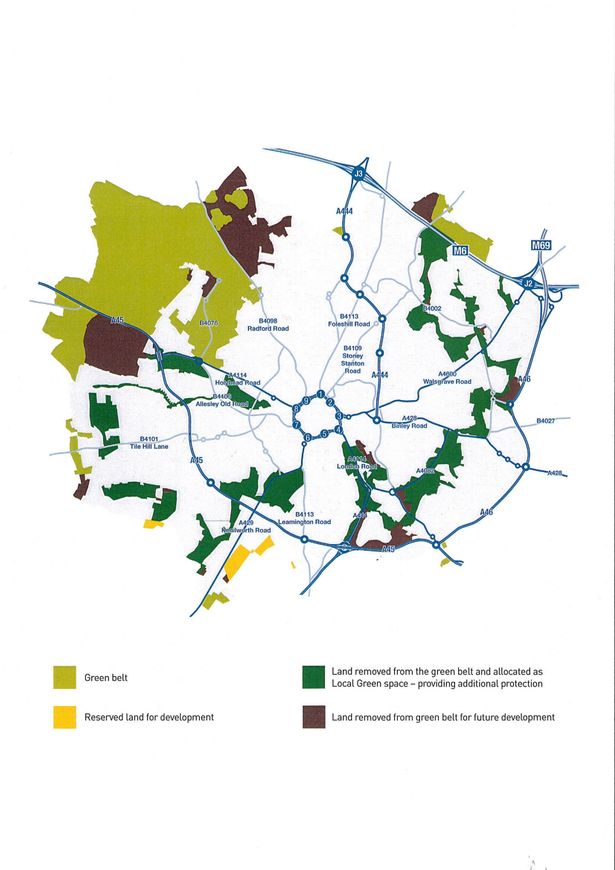 J3
A444
M6
M69
J2
A45
B4098
Radford Road
B4113
Foleshill Road
B4002
B4076
B4109
Stoney
Stanton
Road
A444
A4600
Walsgrave Road
A46
A4114
Holyhead Road
Allesley Old Road
1
2
3
4
5
6
7
8
9
A428
Binley Road
B4027
B4101
Tile Hill Lane
A45
London Road
A428
B4113
Leamington Road
A429
Kenilworth Road
A46
A45
Green belt
Land removed from the green belt and allocated as
Local Green space – providing additional protection
Reserved land for development
Land removed from green belt for future development